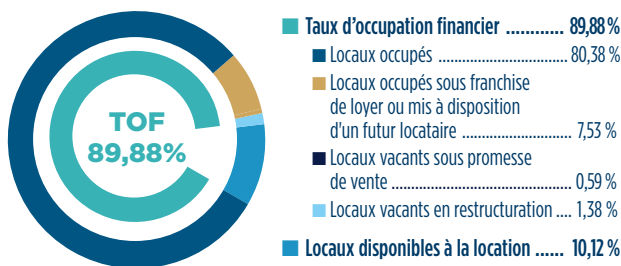 TOF
89,88%
Taux d'occupation financier ............ 89,88 %
Locaux occupés .................................. 80,38 %
Locaux occupés sous franchise
de loyer ou mis à disposition
d'un futur locataire ............................. 7,53 %
Locaux vacants sous promesse
de vente ................................................ 0,59 %
Locaux vacants en restructuration .... 1,38 %
Locaux disponibles à la location ...... 10,12 %